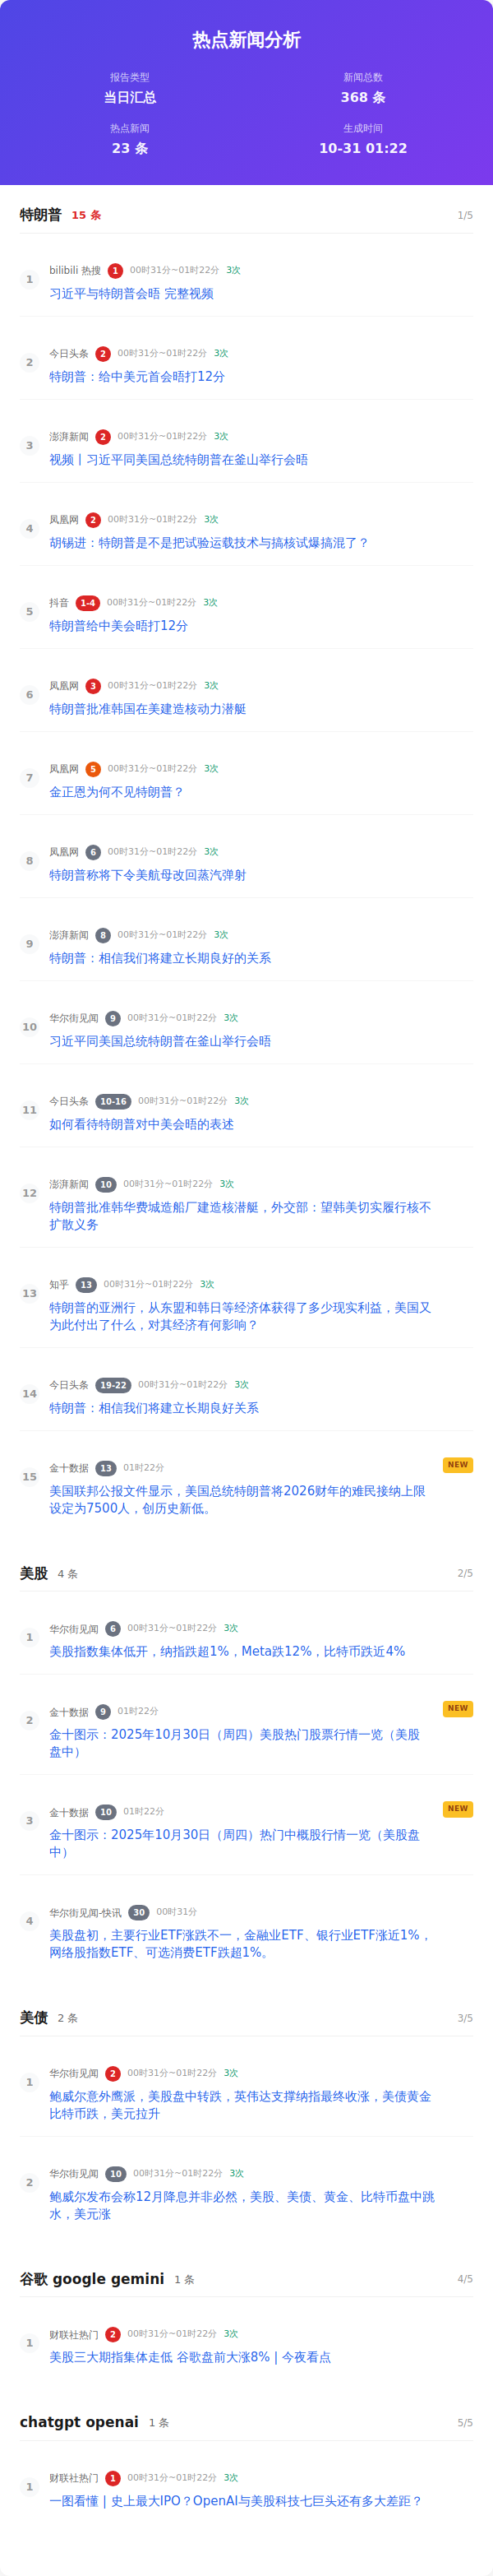 热点新闻分析
报告类型 新闻总数
当日汇总 368 条
热点新闻 生成时间
23 条 10-31 01:22
特朗普 15 条 1/5
1 bilibili 热搜 1 00时31分~01时22分 3次
习近平与特朗普会晤 完整视频
2 今日头条 2 00时31分~01时22分 3次
特朗普：给中美元首会晤打12分
3 澎湃新闻 2 00时31分~01时22分 3次
视频丨习近平同美国总统特朗普在釜山举行会晤
4 凤凰网 2 00时31分~01时22分 3次
胡锡进：特朗普是不是把试验运载技术与搞核试爆搞混了？
5 抖音 1-4 00时31分~01时22分 3次
特朗普给中美会晤打12分
6 凤凰网 3 00时31分~01时22分 3次
特朗普批准韩国在美建造核动力潜艇
7 凤凰网 5 00时31分~01时22分 3次
金正恩为何不见特朗普？
8 凤凰网 6 00时31分~01时22分 3次
特朗普称将下令美航母改回蒸汽弹射
9 澎湃新闻 8 00时31分~01时22分 3次
特朗普：相信我们将建立长期良好的关系
10 华尔街见闻 9 00时31分~01时22分 3次
习近平同美国总统特朗普在釜山举行会晤
11 今日头条 10-16 00时31分~01时22分 3次
如何看待特朗普对中美会晤的表述
12 澎湃新闻 10 00时31分~01时22分 3次
特朗普批准韩华费城造船厂建造核潜艇，外交部：望韩美切实履行核不
扩散义务
13 知乎 13 00时31分~01时22分 3次
特朗普的亚洲行，从东盟和韩日等经济体获得了多少现实利益，美国又
为此付出了什么，对其经济有何影响？
14 今日头条 19-22 00时31分~01时22分 3次
特朗普：相信我们将建立长期良好关系
15 金十数据 13 01时22分 NEW
美国联邦公报文件显示，美国总统特朗普将2026财年的难民接纳上限
设定为7500人，创历史新低。
美股 4 条 2/5
1 华尔街见闻 6 00时31分~01时22分 3次
美股指数集体低开，纳指跌超1%，Meta跌12%，比特币跌近4%
2 金十数据 9 01时22分 NEW
金十图示：2025年10月30日（周四）美股热门股票行情一览（美股
盘中）
3 金十数据 10 01时22分 NEW
金十图示：2025年10月30日（周四）热门中概股行情一览（美股盘
中）
4 华尔街见闻-快讯 30 00时31分
美股盘初，主要行业ETF涨跌不一，金融业ETF、银行业ETF涨近1%，
网络股指数ETF、可选消费ETF跌超1%。
美债 2 条 3/5
1 华尔街见闻 2 00时31分~01时22分 3次
鲍威尔意外鹰派，美股盘中转跌，英伟达支撑纳指最终收涨，美债黄金
比特币跌，美元拉升
2 华尔街见闻 10 00时31分~01时22分 3次
鲍威尔发布会称12月降息并非必然，美股、美债、黄金、比特币盘中跳
水，美元涨
谷歌 google gemini 1 条 4/5
1 财联社热门 2 00时31分~01时22分 3次
美股三大期指集体走低 谷歌盘前大涨8% | 今夜看点
chatgpt openai 1 条 5/5
1 财联社热门 1 00时31分~01时22分 3次
一图看懂 | 史上最大IPO？OpenAI与美股科技七巨头还有多大差距？